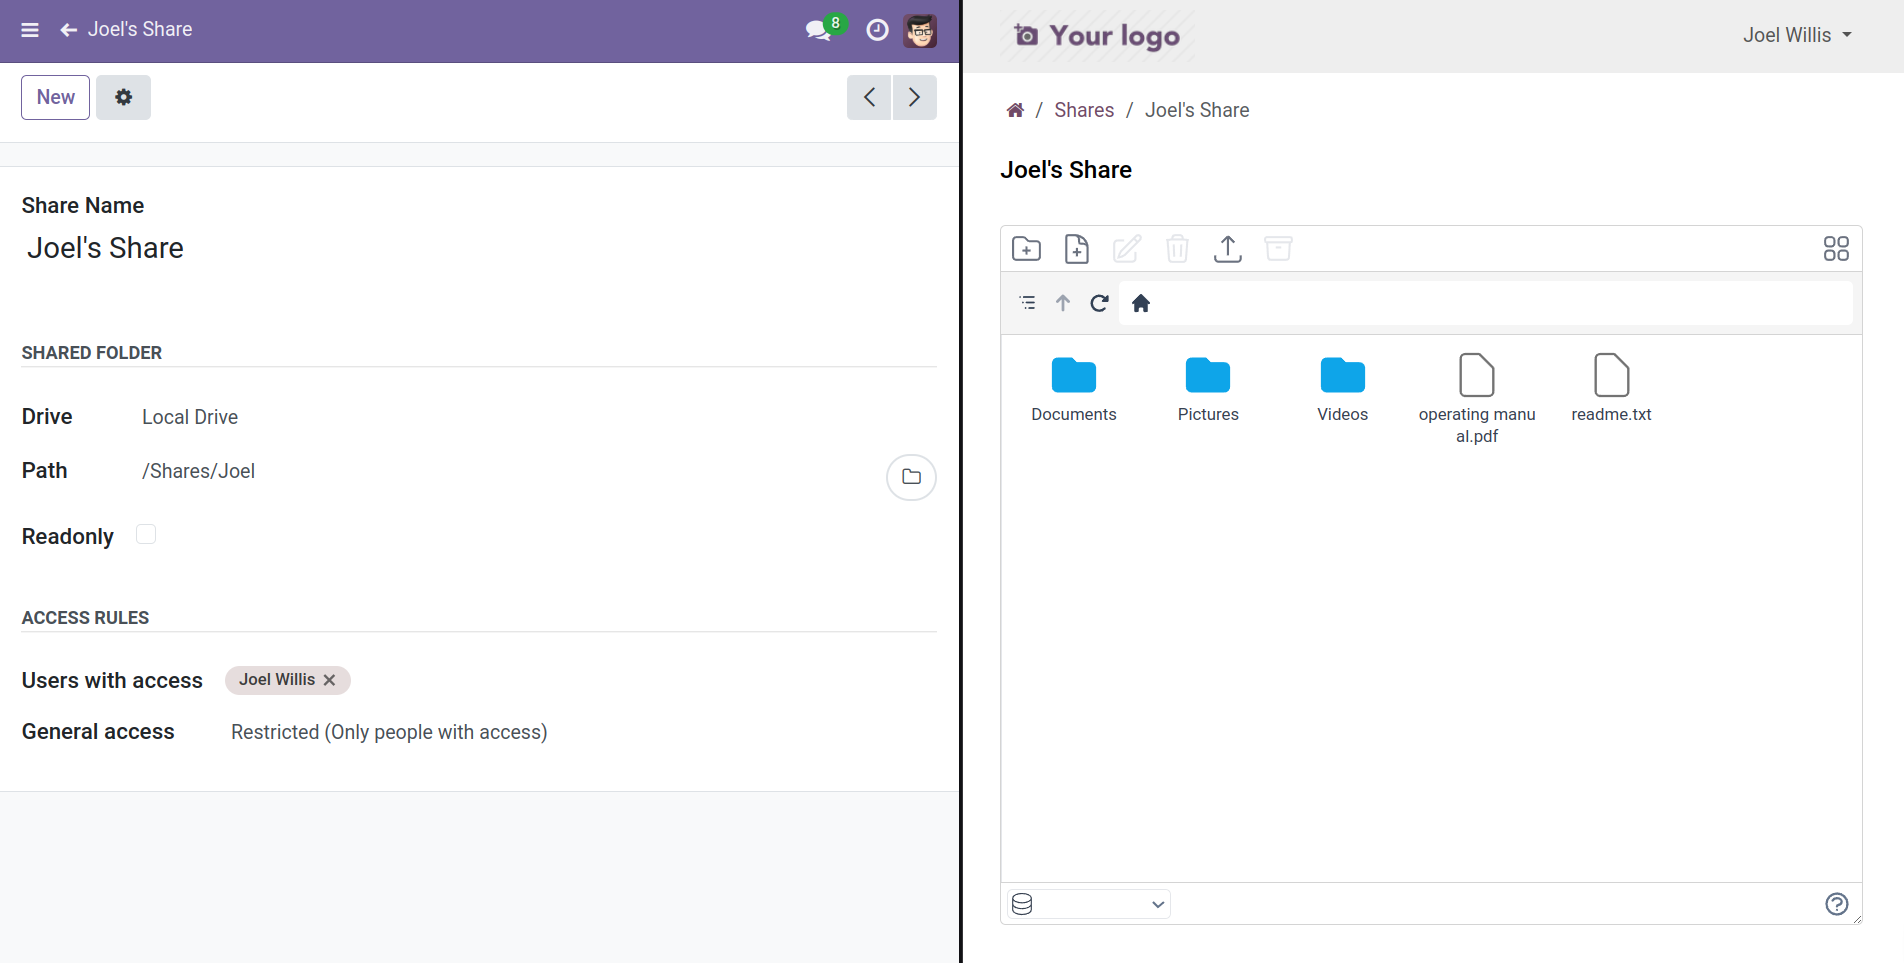 Joel's Share
8
New
Share Name
Joel's Share
SHARED FOLDER
Drive Local Drive
Path /Shares/Joel
Readonly
ACCESS RULES
Users with access Joel Willis
General access Restricted (Only people with access)
Your logo
Joel Willis
/ Shares / Joel's Share
Joel's Share
Documents Pictures Videos operating manu readme.txt
al.pdf